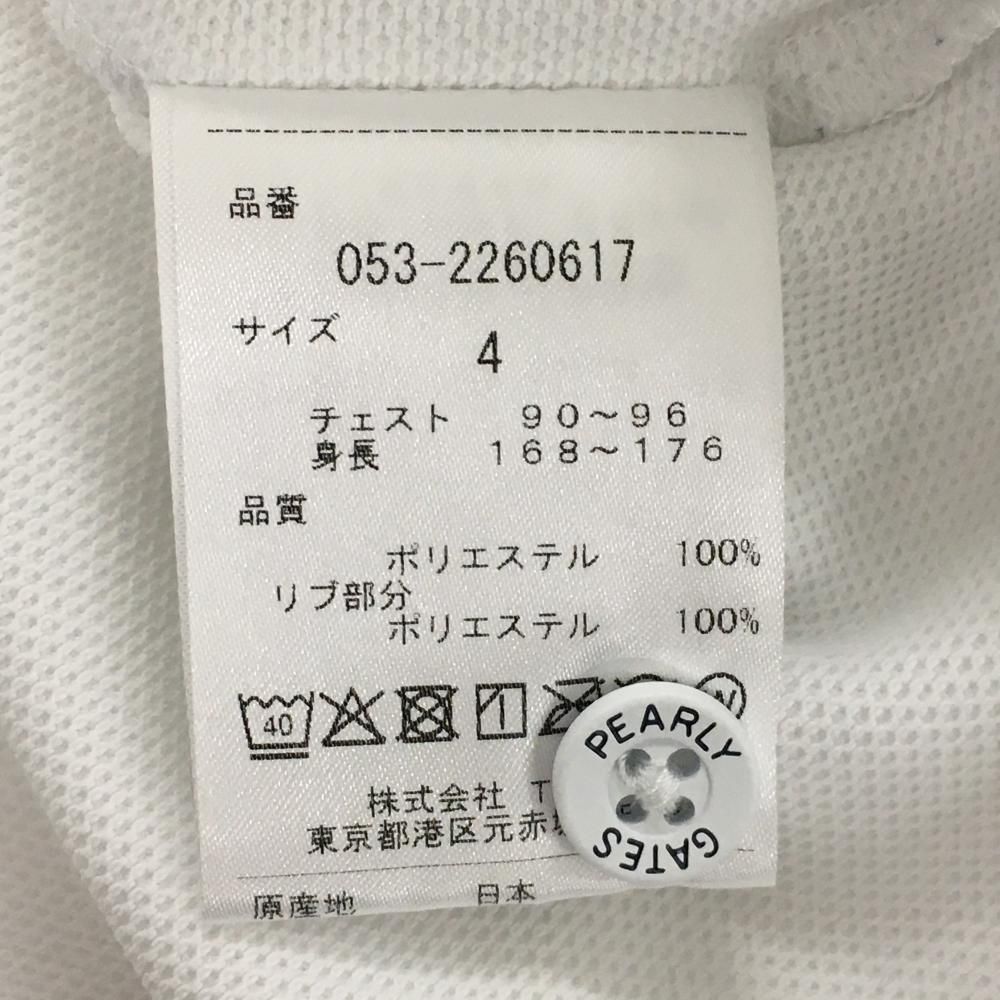 品番
053-2260617
サイズ
4
チェスト 90～96
身長 168～176
品質
ポリエステル 100%
リブ部分
ポリエステル 100%
40
W
株式会社 T
東京都港区元赤坂
PEARLY
GATES
原産地 日本